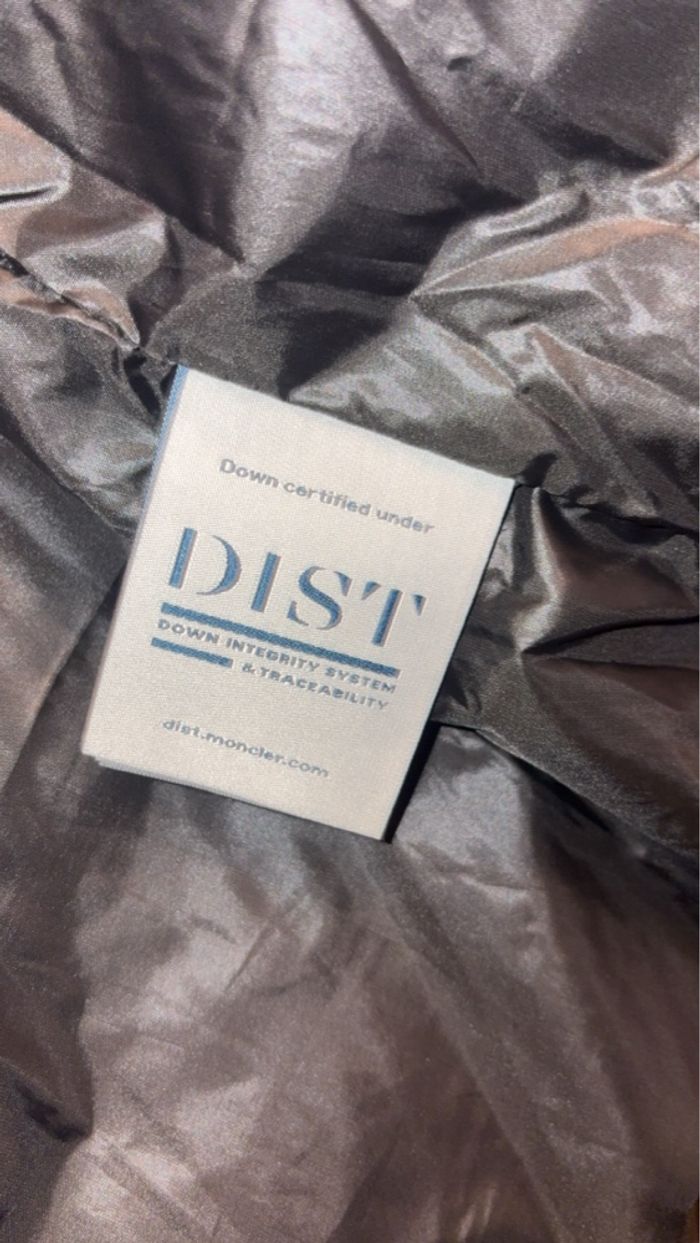 Down certified under
DIST
DOWN INTEGRITY SYSTEM
& TRACEABILITY
dist.moncler.com